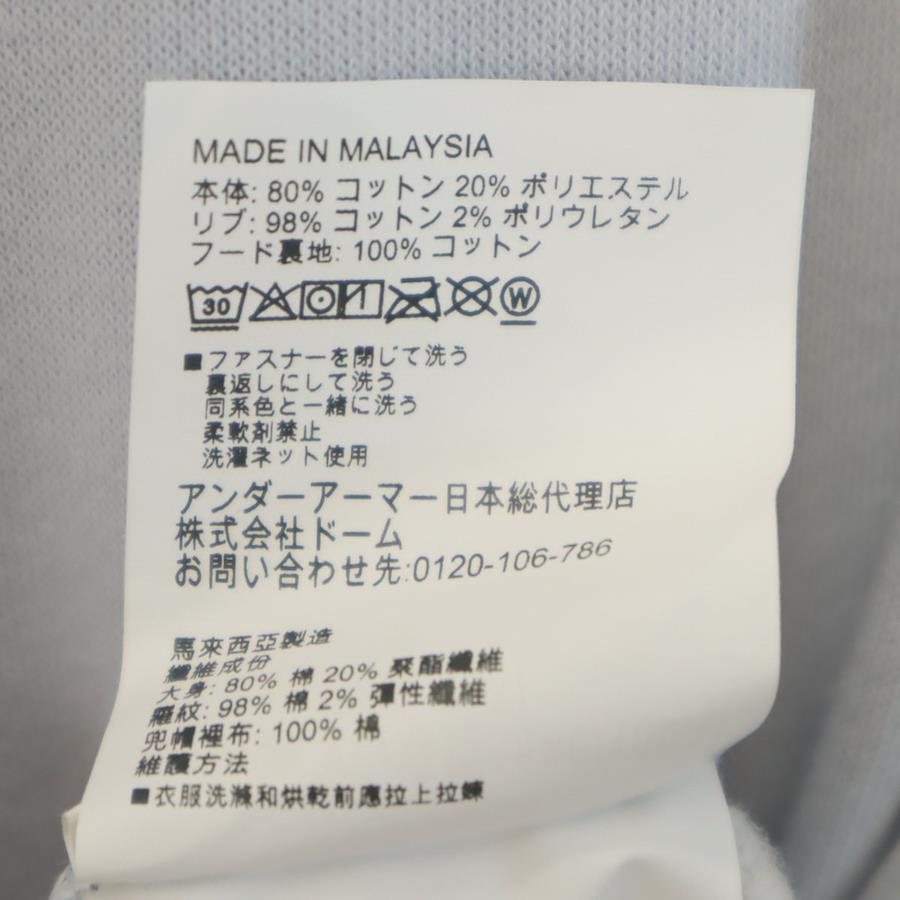 MADE IN MALAYSIA
本体: 80% コットン 20% ポリエステル
リブ: 98% コットン 2% ポリウレタン
フード裏地: 100% コットン
30 W
■ファスナーを閉じて洗う
裏返しにして洗う
同系色と一緒に洗う
柔軟剤禁止
洗濯ネット使用
アンダーアーマー日本総代理店
株式会社ドーム
お問い合わせ先:0120-106-786
馬來西亞製造
纖維成份
大身: 80% 棉 20% 聚酯纖維
羅紋: 98% 棉 2% 彈性纖維
兜帽裡布: 100% 棉
維護方法
■衣服洗滌和烘乾前應拉上拉鍊